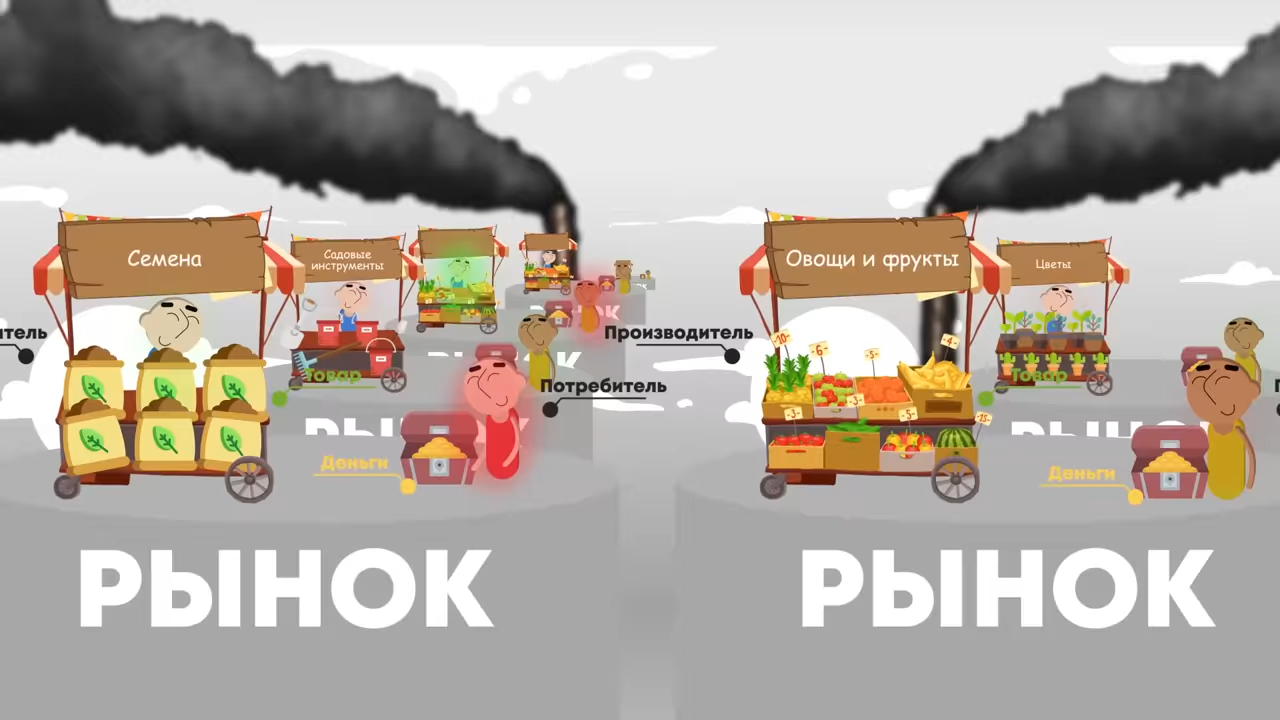 Семена
Садовые
инструменты
Овощи и фрукты
Цветы
Производитель
Потребитель
Товар
Товар
Деньги
Деньги
-10-
-6-
-5-
-4-
-3-
-3-
-5-
-15-
РЫНОК
РЫНОК